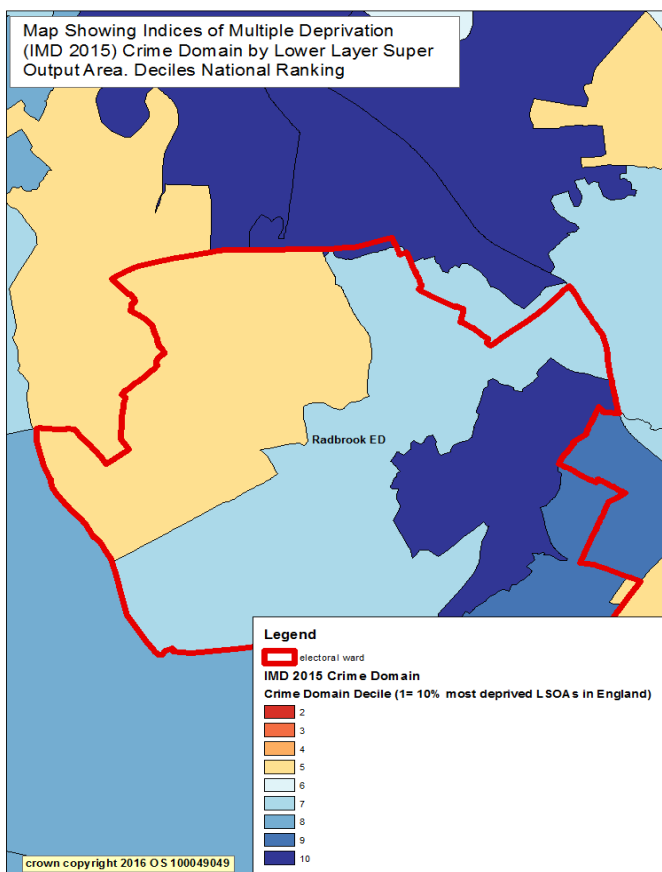 Map Showing Indices of Multiple Deprivation
(IMD 2015) Crime Domain by Lower Layer Super
Output Area. Deciles National Ranking
Radbrook ED
Legend
electoral ward
IMD 2015 Crime Domain
Crime Domain Decile (1= 10% most deprived LSOAs in England)
2
3
4
5
6
7
8
9
10
crown copyright 2016 OS 100049049